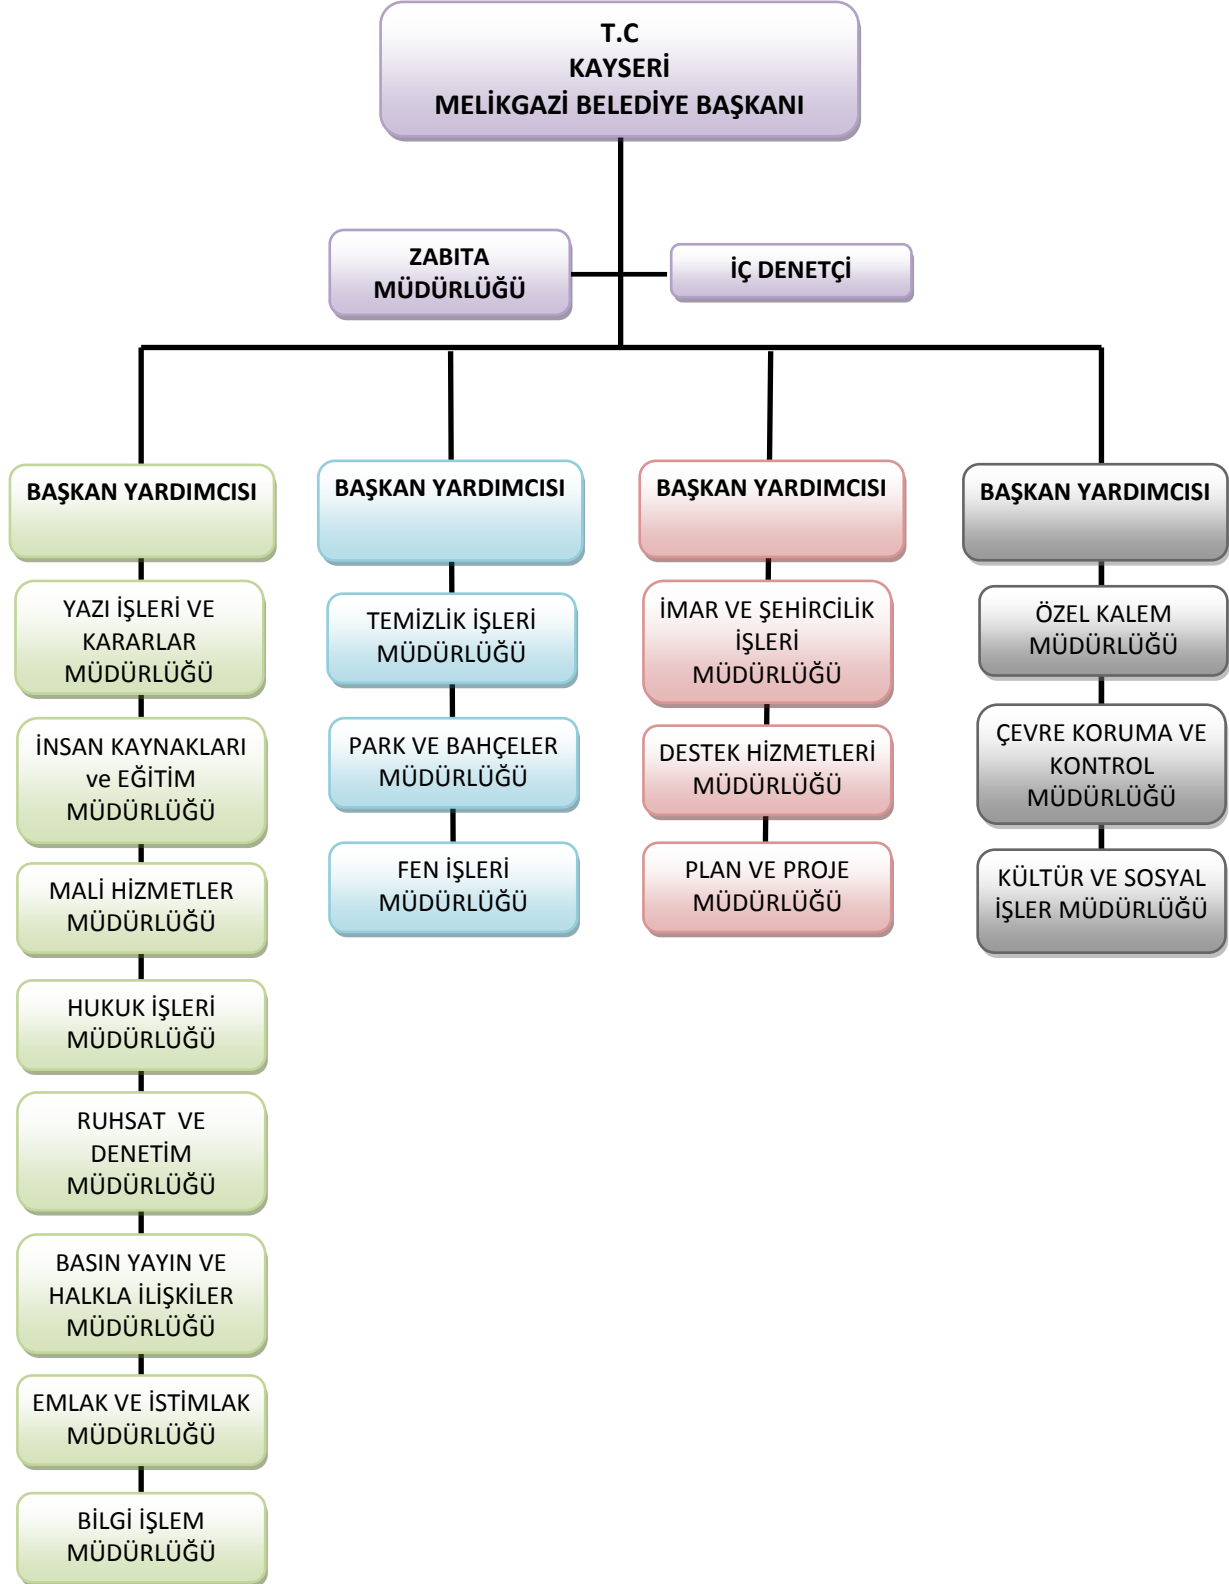 T.C
KAYSERİ
MELİKGAZİ BELEDİYE BAŞKANI
ZABITA
MÜDÜRLÜĞÜ
İÇ DENETÇİ
BAŞKAN YARDIMCISI
YAZI İŞLERİ VE
KARARLAR
MÜDÜRLÜĞÜ
İNSAN KAYNAKLARI
ve EĞİTİM
MÜDÜRLÜĞÜ
MALİ HİZMETLER
MÜDÜRLÜĞÜ
HUKUK İŞLERİ
MÜDÜRLÜĞÜ
RUHSAT  VE
DENETİM
MÜDÜRLÜĞÜ
BASIN YAYIN VE
HALKLA İLİŞKİLER
MÜDÜRLÜĞÜ
EMLAK VE İSTİMLAK
MÜDÜRLÜĞÜ
BİLGİ İŞLEM
MÜDÜRLÜĞÜ
BAŞKAN YARDIMCISI
TEMİZLİK İŞLERİ
MÜDÜRLÜĞÜ
PARK VE BAHÇELER
MÜDÜRLÜĞÜ
FEN İŞLERİ
MÜDÜRLÜĞÜ
BAŞKAN YARDIMCISI
İMAR VE ŞEHİRCİLİK
İŞLERİ
MÜDÜRLÜĞÜ
DESTEK HİZMETLERİ
MÜDÜRLÜĞÜ
PLAN VE PROJE
MÜDÜRLÜĞÜ
BAŞKAN YARDIMCISI
ÖZEL KALEM
MÜDÜRLÜĞÜ
ÇEVRE KORUMA VE
KONTROL
MÜDÜRLÜĞÜ
KÜLTÜR VE SOSYAL
İŞLER MÜDÜRLÜĞÜ